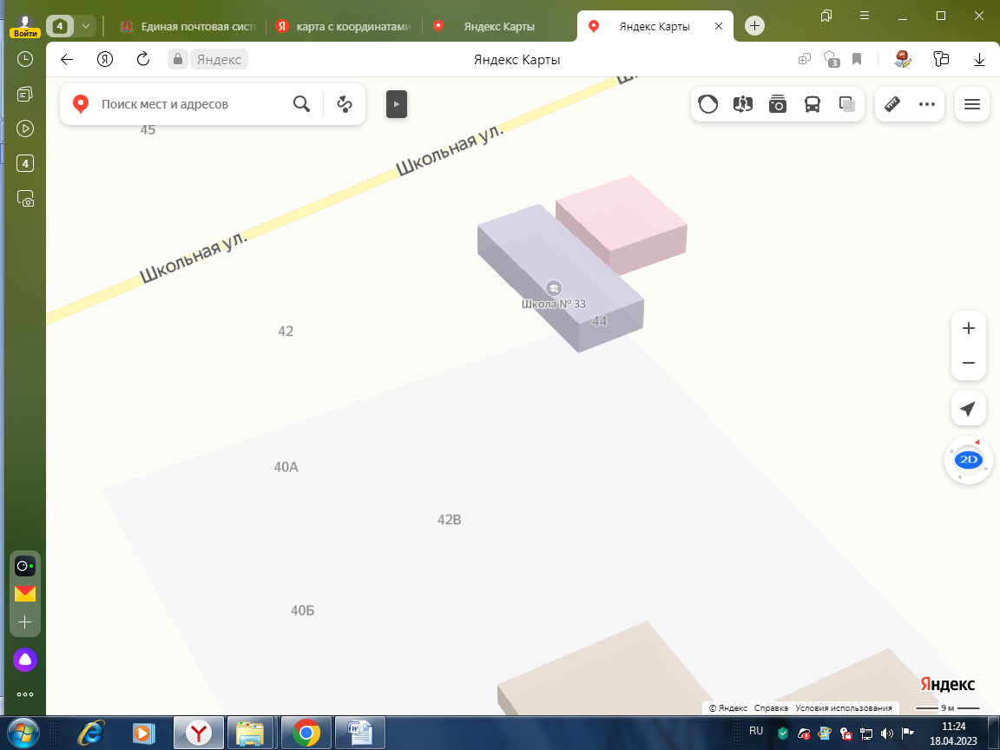 4
Единая почтовая систе
Я карта с координатами
Яндекс Карты
Яндекс Карты
Войти
Я
Яндекс
Яндекс Карты
3
4
Поиск мест и адресов
45
Школьная ул.
Школьная ул.
Школа № 33
44
42
40А
42В
40Б
2D
Яндекс
© Яндекс Справка Условия использования
9 м
RU
11:24
18.04.2023